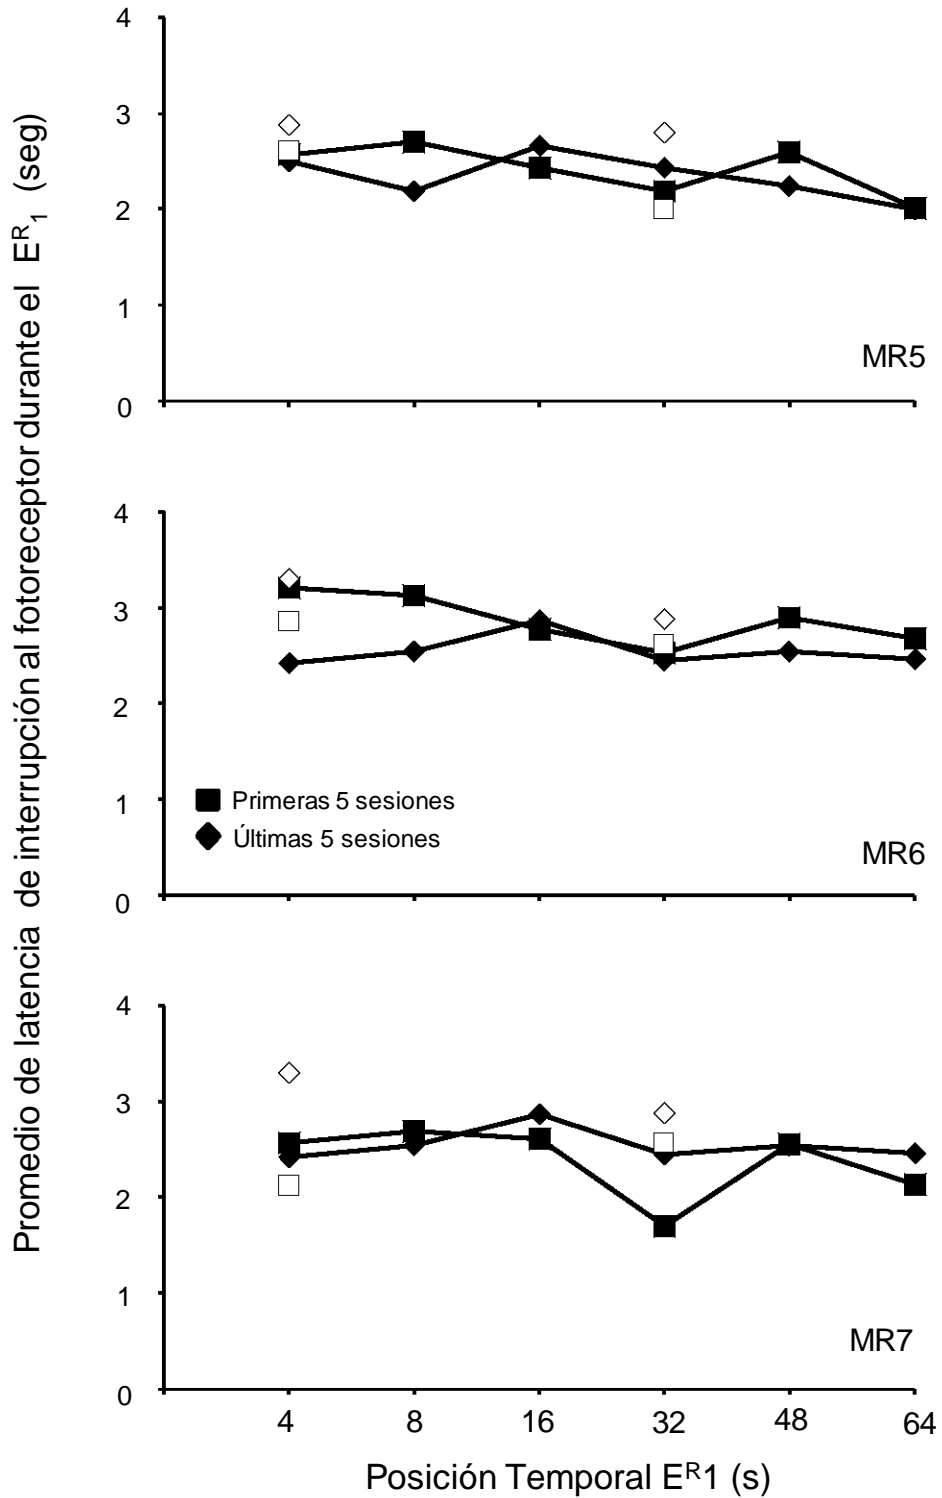 Promedio de latencia de interrupción al fotoreceptor durante el Eᴿ₁ (seg)
4
3
2
1
0
MR5
4
3
2
1
0
Primeras 5 sesiones
Últimas 5 sesiones
MR6
4
3
2
1
0
MR7
4 8 16 32 48 64
Posición Temporal Eᴿ1 (s)